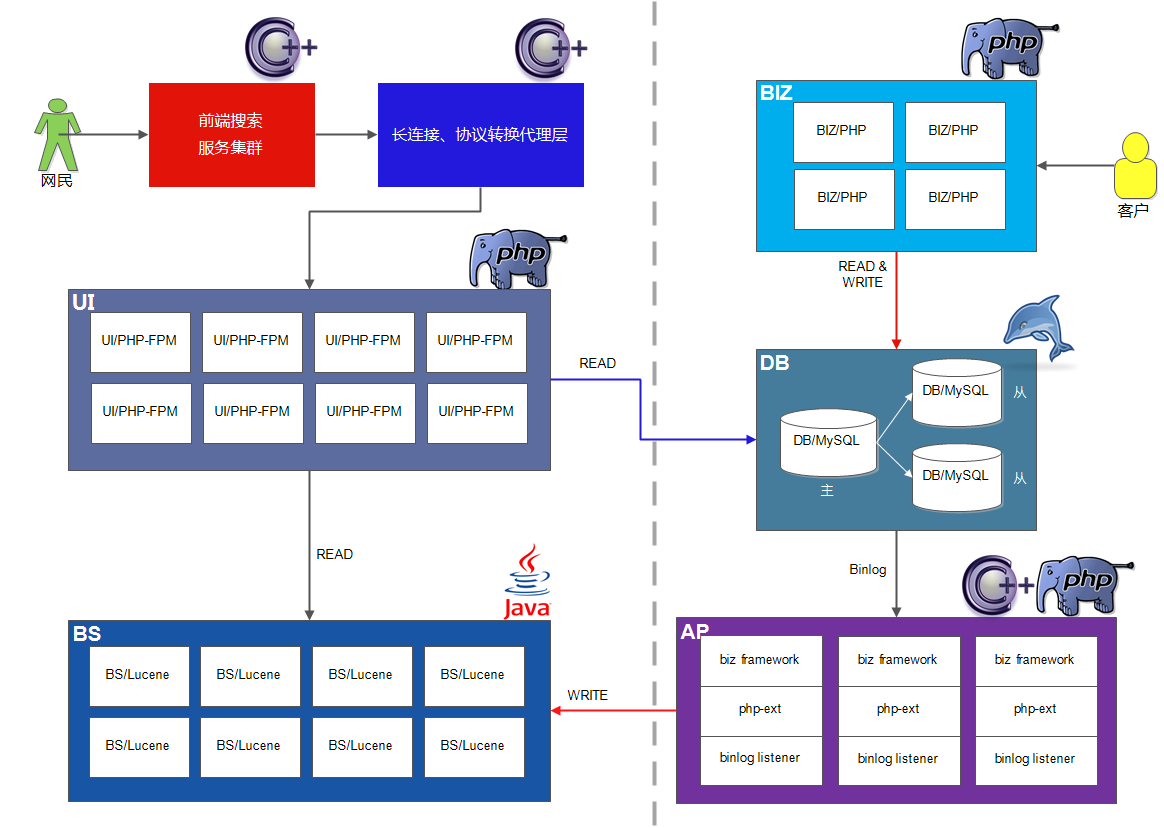 C++
C++
php
网民
前端搜索
服务集群
长连接、协议转换代理层
BIZ
BIZ/PHP
BIZ/PHP
BIZ/PHP
BIZ/PHP
客户
READ &
WRITE
php
UI
UI/PHP-FPM
UI/PHP-FPM
UI/PHP-FPM
UI/PHP-FPM
UI/PHP-FPM
UI/PHP-FPM
UI/PHP-FPM
UI/PHP-FPM
READ
DB
DB/MySQL
主
DB/MySQL
从
DB/MySQL
从
READ
Binlog
Java
C++
php
BS
BS/Lucene
BS/Lucene
BS/Lucene
BS/Lucene
BS/Lucene
BS/Lucene
BS/Lucene
BS/Lucene
WRITE
AP
biz framework
biz framework
biz framework
php-ext
php-ext
php-ext
binlog listener
binlog listener
binlog listener